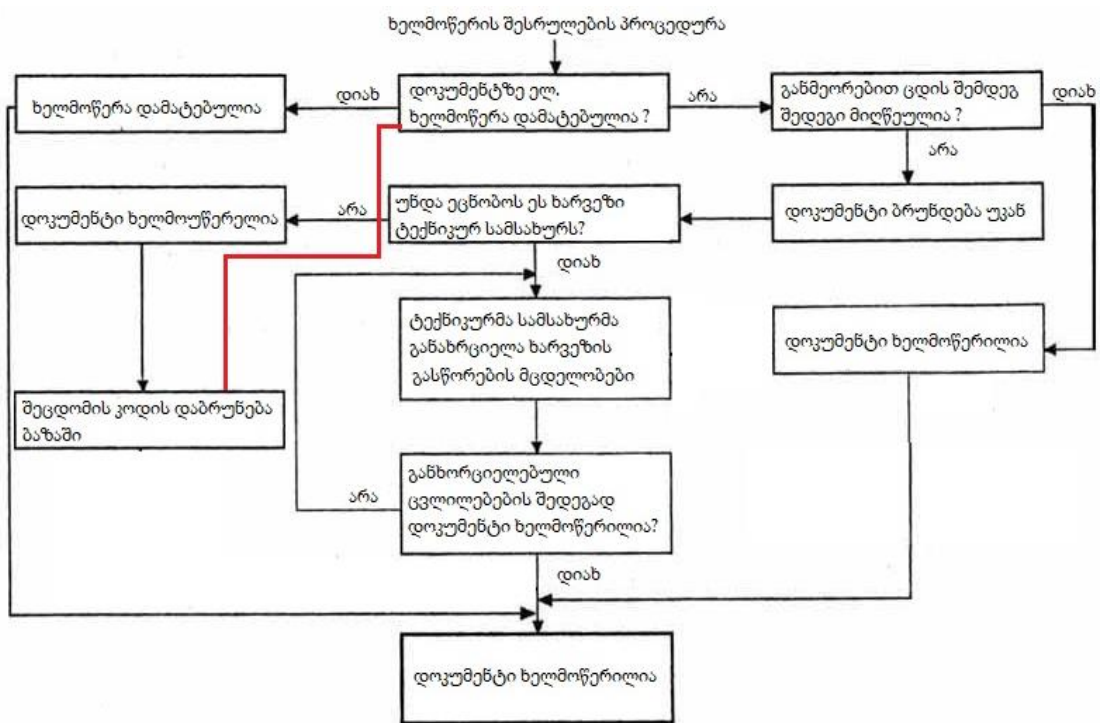 ხელმოწერის შესრულების პროცედურა
ხელმოწერა დამატებულია
დიახ
დოკუმენტზე ელ.
ხელმოწერა დამატებულია ?
არა
განმეორებით ცდის შემდეგ
შედეგი მიღწეულია ?
დიახ
არა
დოკუმენტი ხელმოუწერელია
არა
უნდა ეცნობოს ეს ხარვეზი
ტექნიკურ სამსახურს?
დოკუმენტი ბრუნდება უკან
დიახ
ტექნიკურმა სამსახურმა
განახრციელა ხარვეზის
გასწორების მცდელობები
დოკუმენტი ხელმოწერილია
შეცდომის კოდის დაბრუნება
ბაზაში
არა
განხორციელებული
ცვლილებების შედეგად
დოკუმენტი ხელმოწერილია?
დიახ
დოკუმენტი ხელმოწერილია